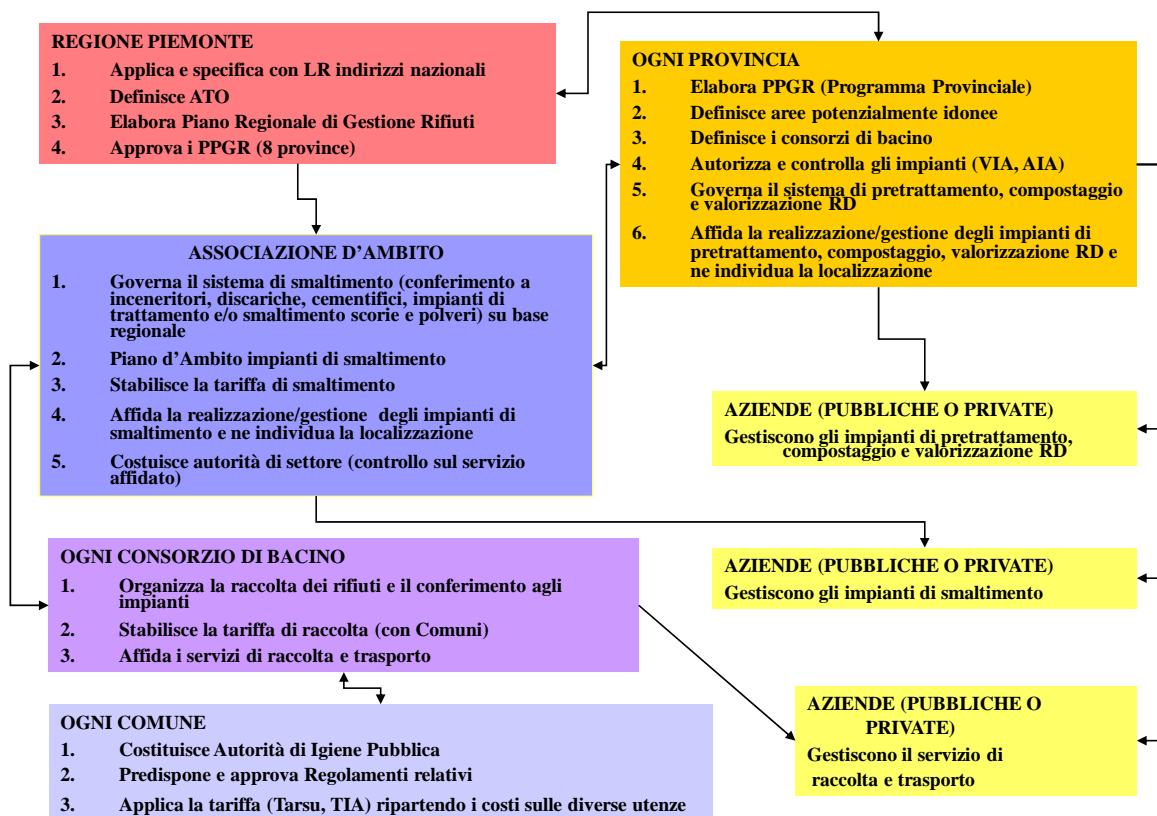 REGIONE PIEMONTE
1. Applica e specifica con LR indirizzi nazionali
2. Definisce ATO
3. Elabora Piano Regionale di Gestione Rifiuti
4. Approva i PPGR (8 province)
OGNI PROVINCIA
1. Elabora PPGR (Programma Provinciale)
2. Definisce aree potenzialmente idonee
3. Definisce i consorzi di bacino
4. Autorizza e controlla gli impianti (VIA, AIA)
5. Governa il sistema di pretrattamento, compostaggio
e valorizzazione RD
6. Affida la realizzazione/gestione degli impianti di
pretrattamento, compostaggio, valorizzazione RD e
ne individua la localizzazione
ASSOCIAZIONE D'AMBITO
1. Governa il sistema di smaltimento (conferimento a
inceneritori, discariche, cementifici, impianti di
trattamento e/o smaltimento scorie e polveri) su base
regionale
2. Piano d'Ambito impianti di smaltimento
3. Stabilisce la tariffa di smaltimento
4. Affida la realizzazione/gestione degli impianti di
smaltimento e ne individua la localizzazione
5. Costuisce autorità di settore (controllo sul servizio
affidato)
AZIENDE (PUBBLICHE O PRIVATE)
Gestiscono gli impianti di pretrattamento,
compostaggio e valorizzazione RD
OGNI CONSORZIO DI BACINO
1. Organizza la raccolta dei rifiuti e il conferimento agli
impianti
2. Stabilisce la tariffa di raccolta (con Comuni)
3. Affida i servizi di raccolta e trasporto
AZIENDE (PUBBLICHE O PRIVATE)
Gestiscono gli impianti di smaltimento
OGNI COMUNE
1. Costituisce Autorità di Igiene Pubblica
2. Predispone e approva Regolamenti relativi
3. Applica la tariffa (Tarsu, TIA) ripartendo i costi sulle diverse utenze
AZIENDE (PUBBLICHE O
PRIVATE)
Gestiscono il servizio di
raccolta e trasporto